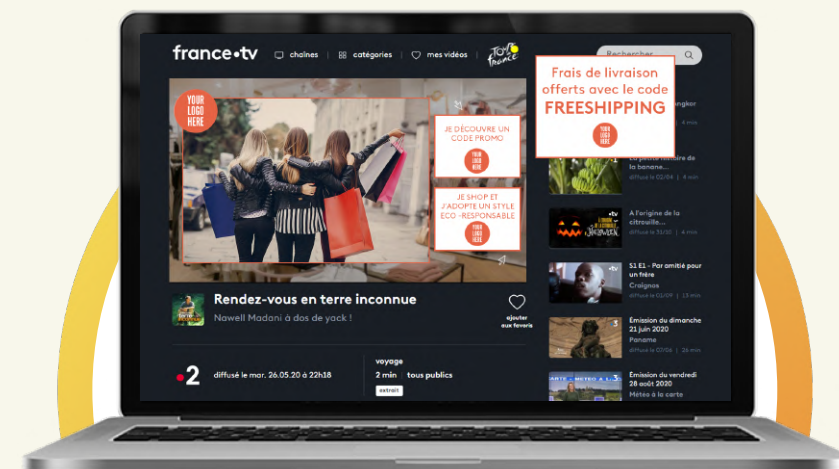 france•tv
chaînes
catégories
mes vidéos
TOUR
DE
france
Rechercher
YOUR
LOGO
HERE
JE DÉCOUVRE UN
CODE PROMO
YOUR
LOGO
HERE
JE SHOP ET
J'ADOPTE UN STYLE
ECO -RESPONSABLE
YOUR
LOGO
HERE
Frais de livraison
offerts avec le code
FREESHIPPING
YOUR
LOGO
HERE
4 min
de
la banane...
diffusé le 02/04 | 4 min
A l'origine de la
citrouille...
diffusé le 31/10 | 4 min
S1 E1 - Par amitié pour
un frère
Craignos
diffusé le 01/09 | 13 min
Emission du dimanche
21 juin 2020
Paname
diffusé le 07/06 | 26 min
Emission du vendredi
28 août 2020
Météo à la carte
Rendez-vous en terre inconnue
Nawell Madani à dos de yack !
ajouter
aux favoris
•2
diffusé le mar. 26.05.20 à 22h18
voyage
2 min | tous publics
extrait